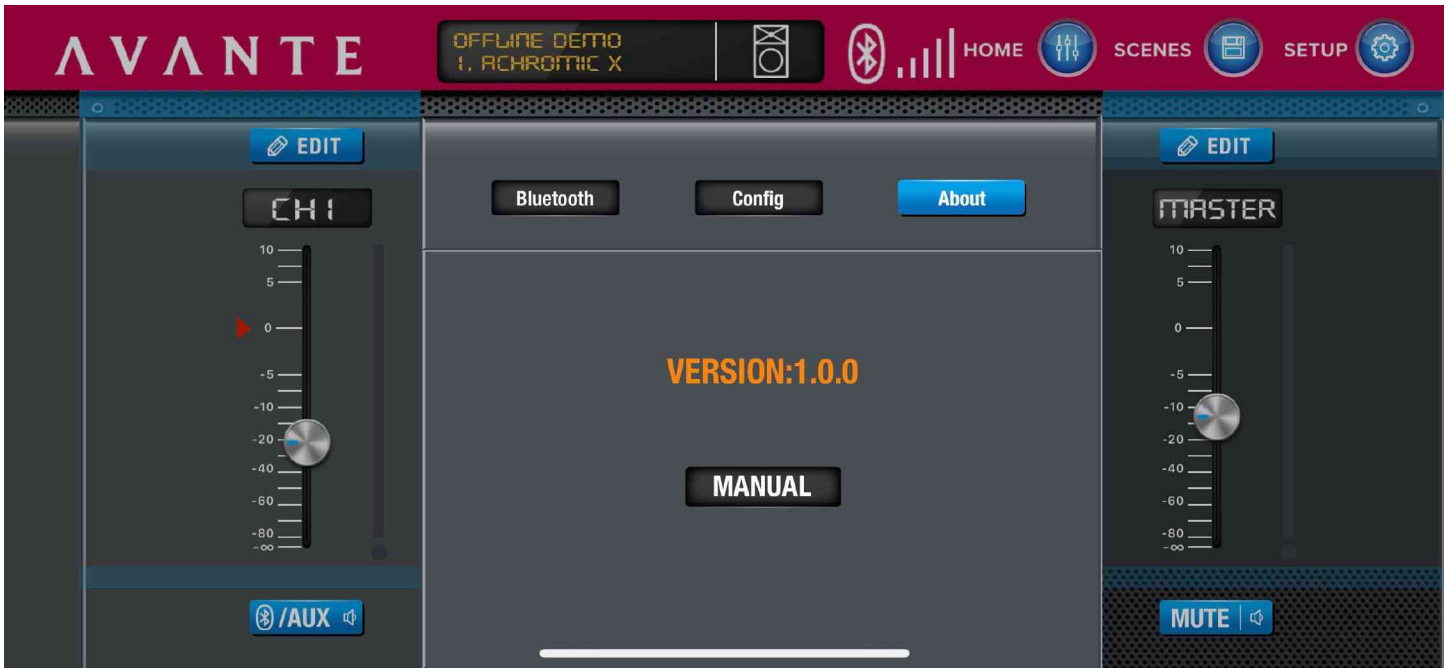 AVANTE
OFFLINE DEMO
1. ACHROMIC X
HOME
SCENES
SETUP
EDIT
CH1
10
5
0
-5
-10
-20
-40
-60
-80
-∞
/AUX
Bluetooth
Config
About
VERSION:1.0.0
MANUAL
EDIT
MASTER
10
5
0
-5
-10
-20
-40
-60
-80
-∞
MUTE